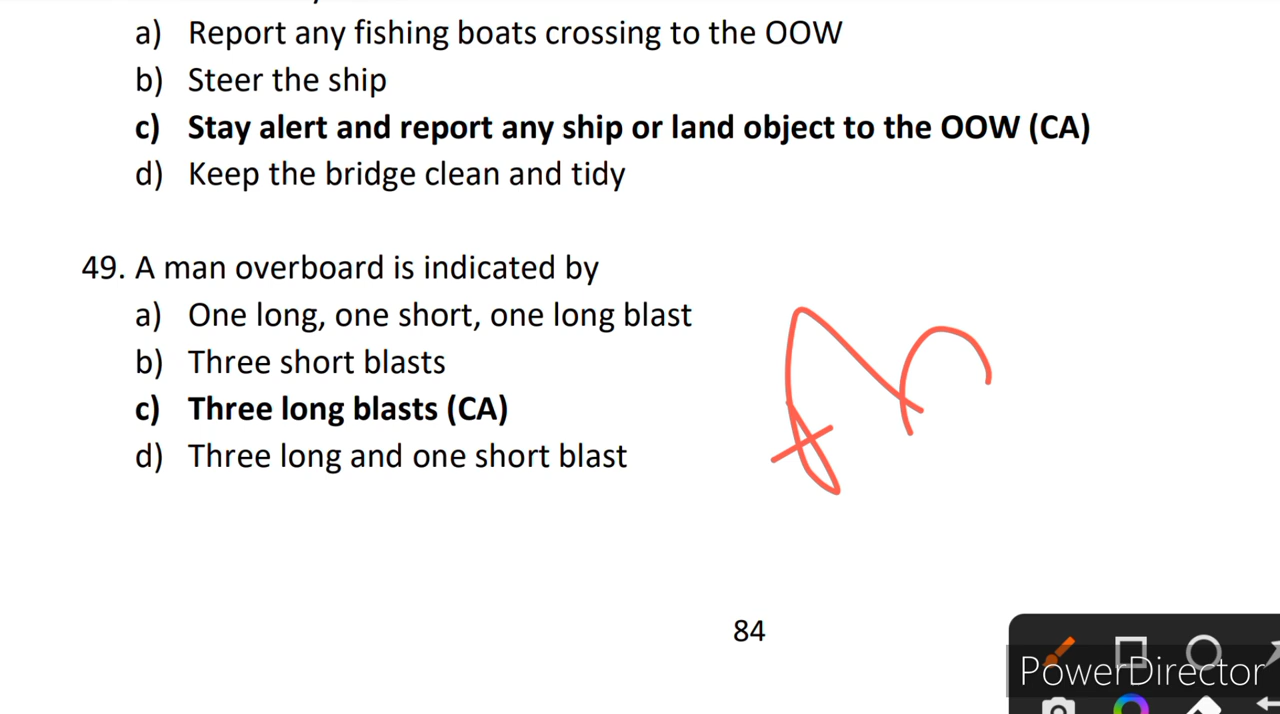 a) Report any fishing boats crossing to the OOW
b) Steer the ship
c) Stay alert and report any ship or land object to the OOW (CA)
d) Keep the bridge clean and tidy
49. A man overboard is indicated by
a) One long, one short, one long blast
b) Three short blasts
c) Three long blasts (CA)
d) Three long and one short blast
84
PowerDirector